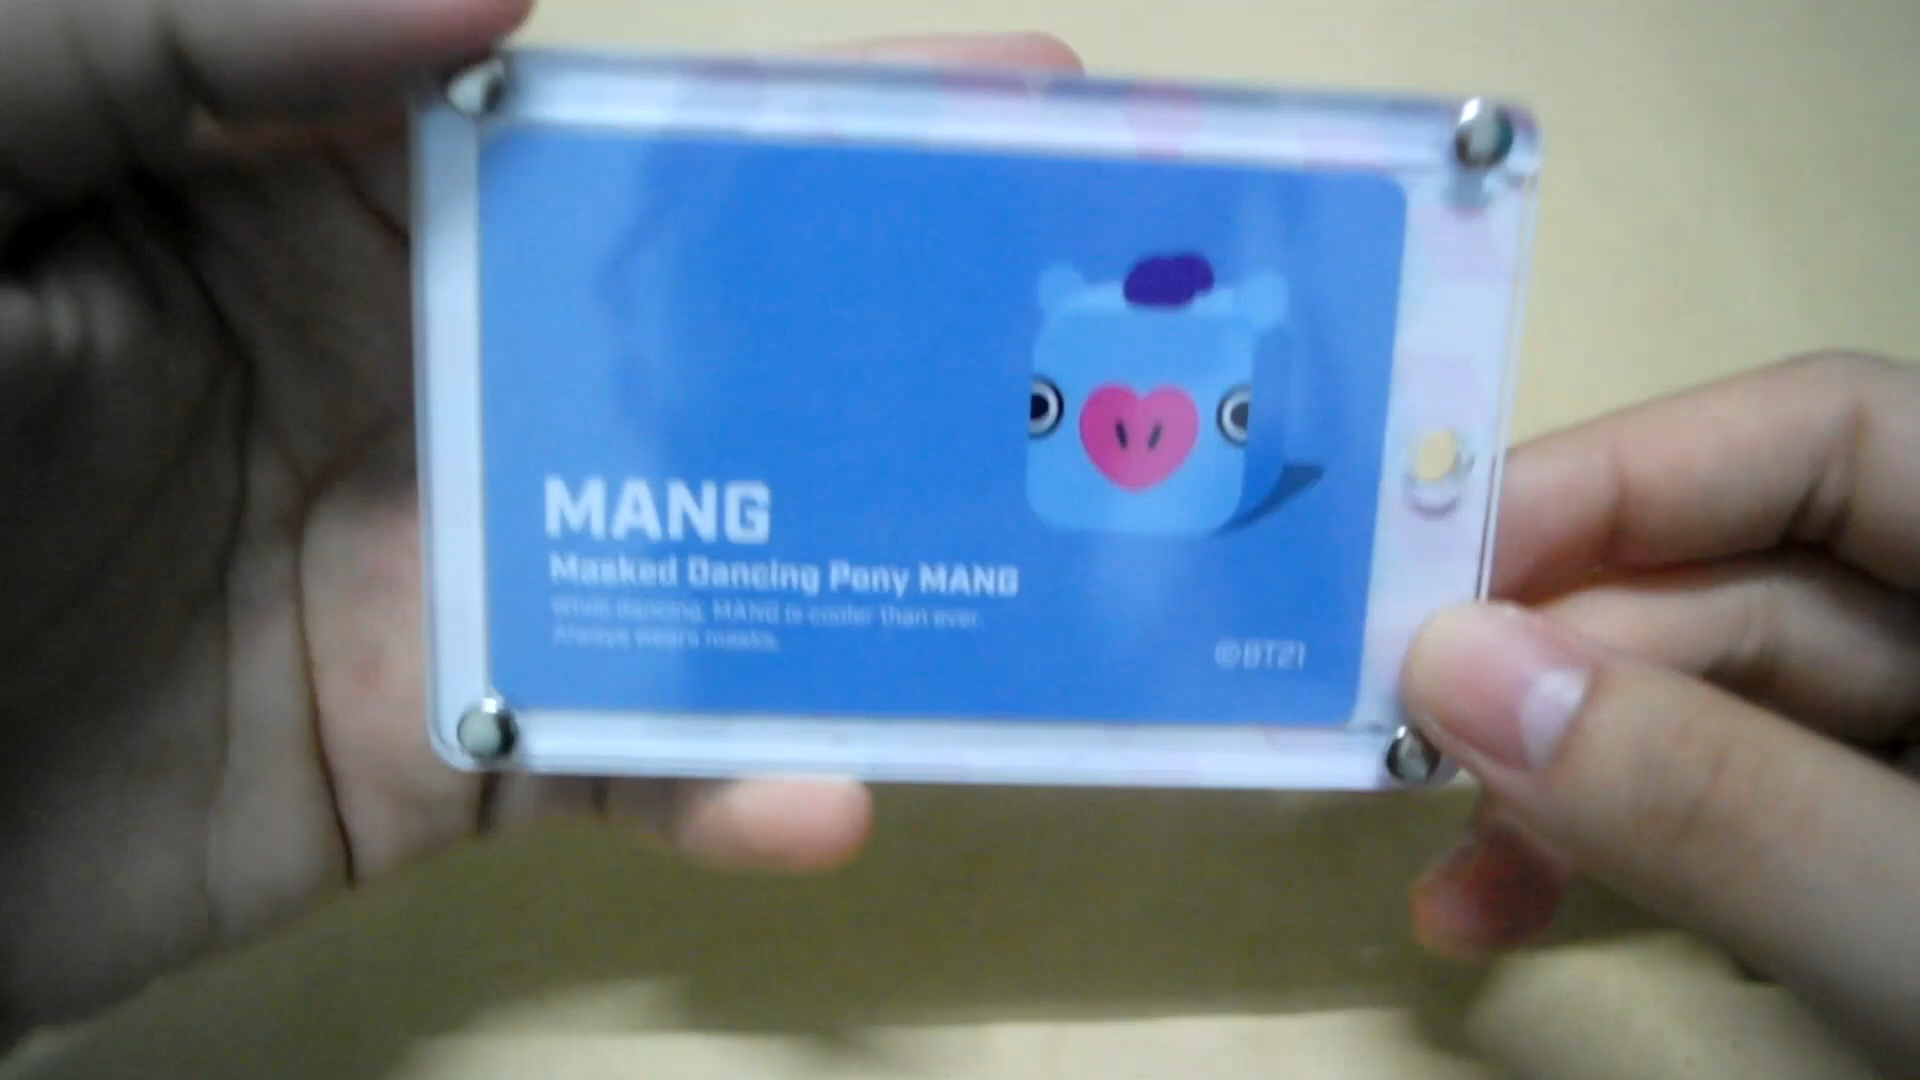 MANG
Masked Dancing Pony MANG
While dancing, MANG is cooler than ever.
Always wears masks.
©BT21